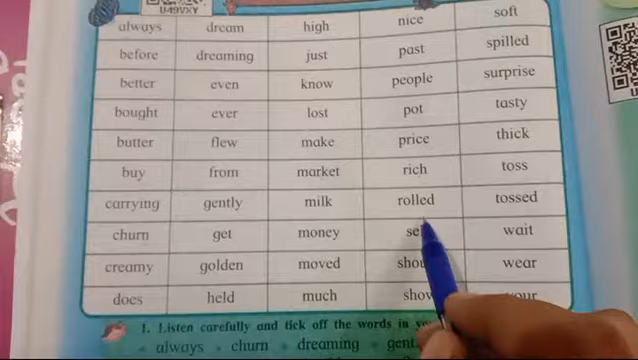 U49VXY
always dream high nice soft
before dreaming just past spilled
better even know people surprise
bought ever lost pot tasty
butter flew make price thick
buy from market rich toss
carrying gently milk rolled tossed
churn get money wait
creamy golden moved wear
does held much
1. Listen carefully and tick off the words in
always churn dreaming